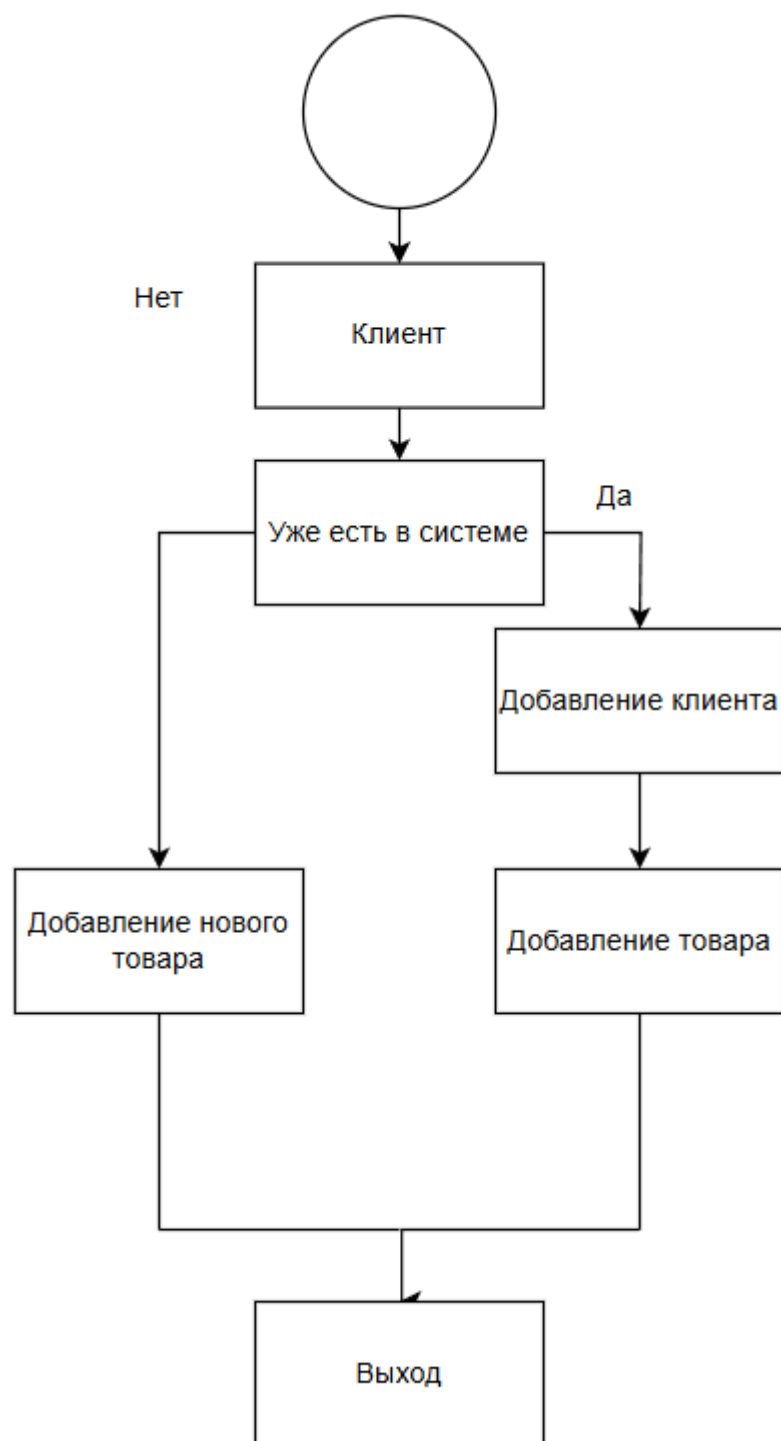 Нет
Клиент
Да
Уже есть в системе
Добавление клиента
Добавление нового
товара
Добавление товара
Выход